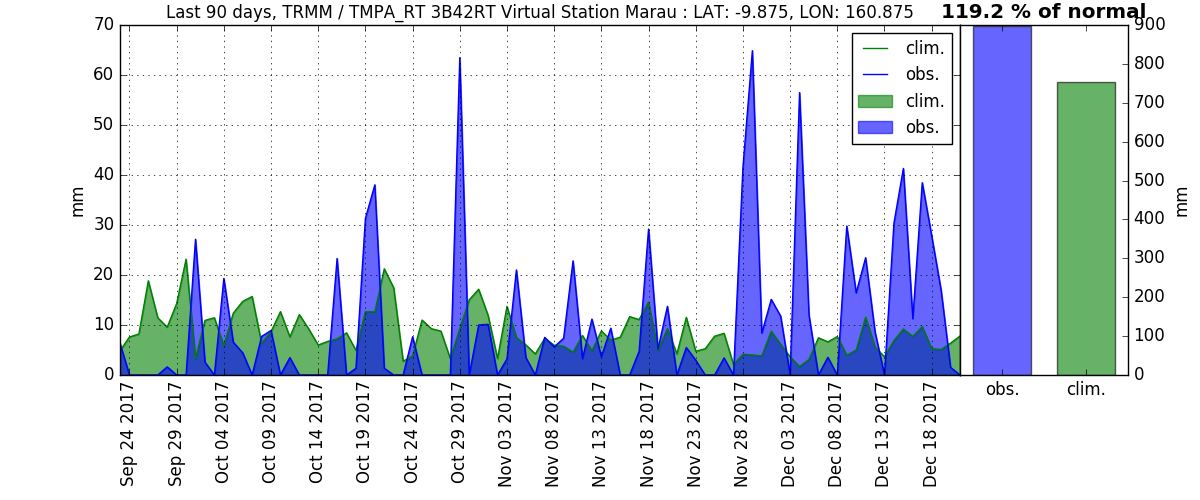 Last 90 days, TRMM / TMPA_RT 3B42RT Virtual Station Marau : LAT: -9.875, LON: 160.875
119.2 % of normal
70
60
50
40
30
20
10
0
mm
clim.
obs.
clim.
obs.
900
800
700
600
500
400
300
200
100
0
mm
Sep 24 2017
Sep 29 2017
Oct 04 2017
Oct 09 2017
Oct 14 2017
Oct 19 2017
Oct 24 2017
Oct 29 2017
Nov 03 2017
Nov 08 2017
Nov 13 2017
Nov 18 2017
Nov 23 2017
Nov 28 2017
Dec 03 2017
Dec 08 2017
Dec 13 2017
Dec 18 2017
obs.
clim.